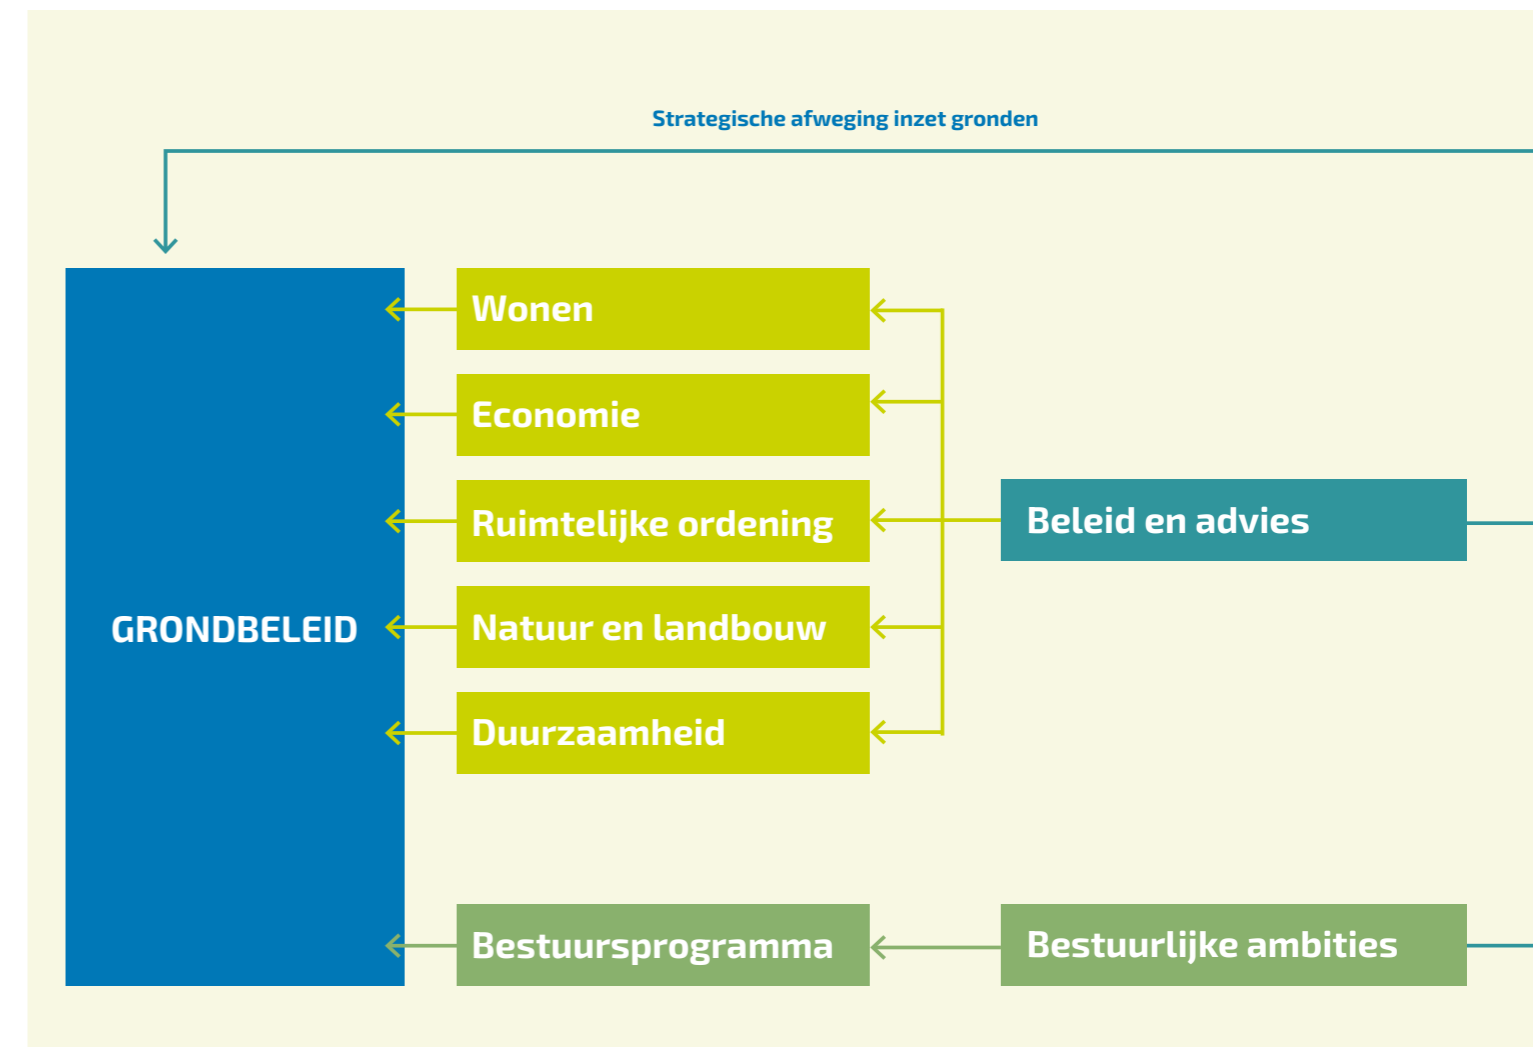 Strategische afweging inzet gronden
Wonen
Economie
Ruimtelijke ordening
Beleid en advies
GRONDBELEID
Natuur en landbouw
Duurzaamheid
Bestuursprogramma
Bestuurlijke ambities